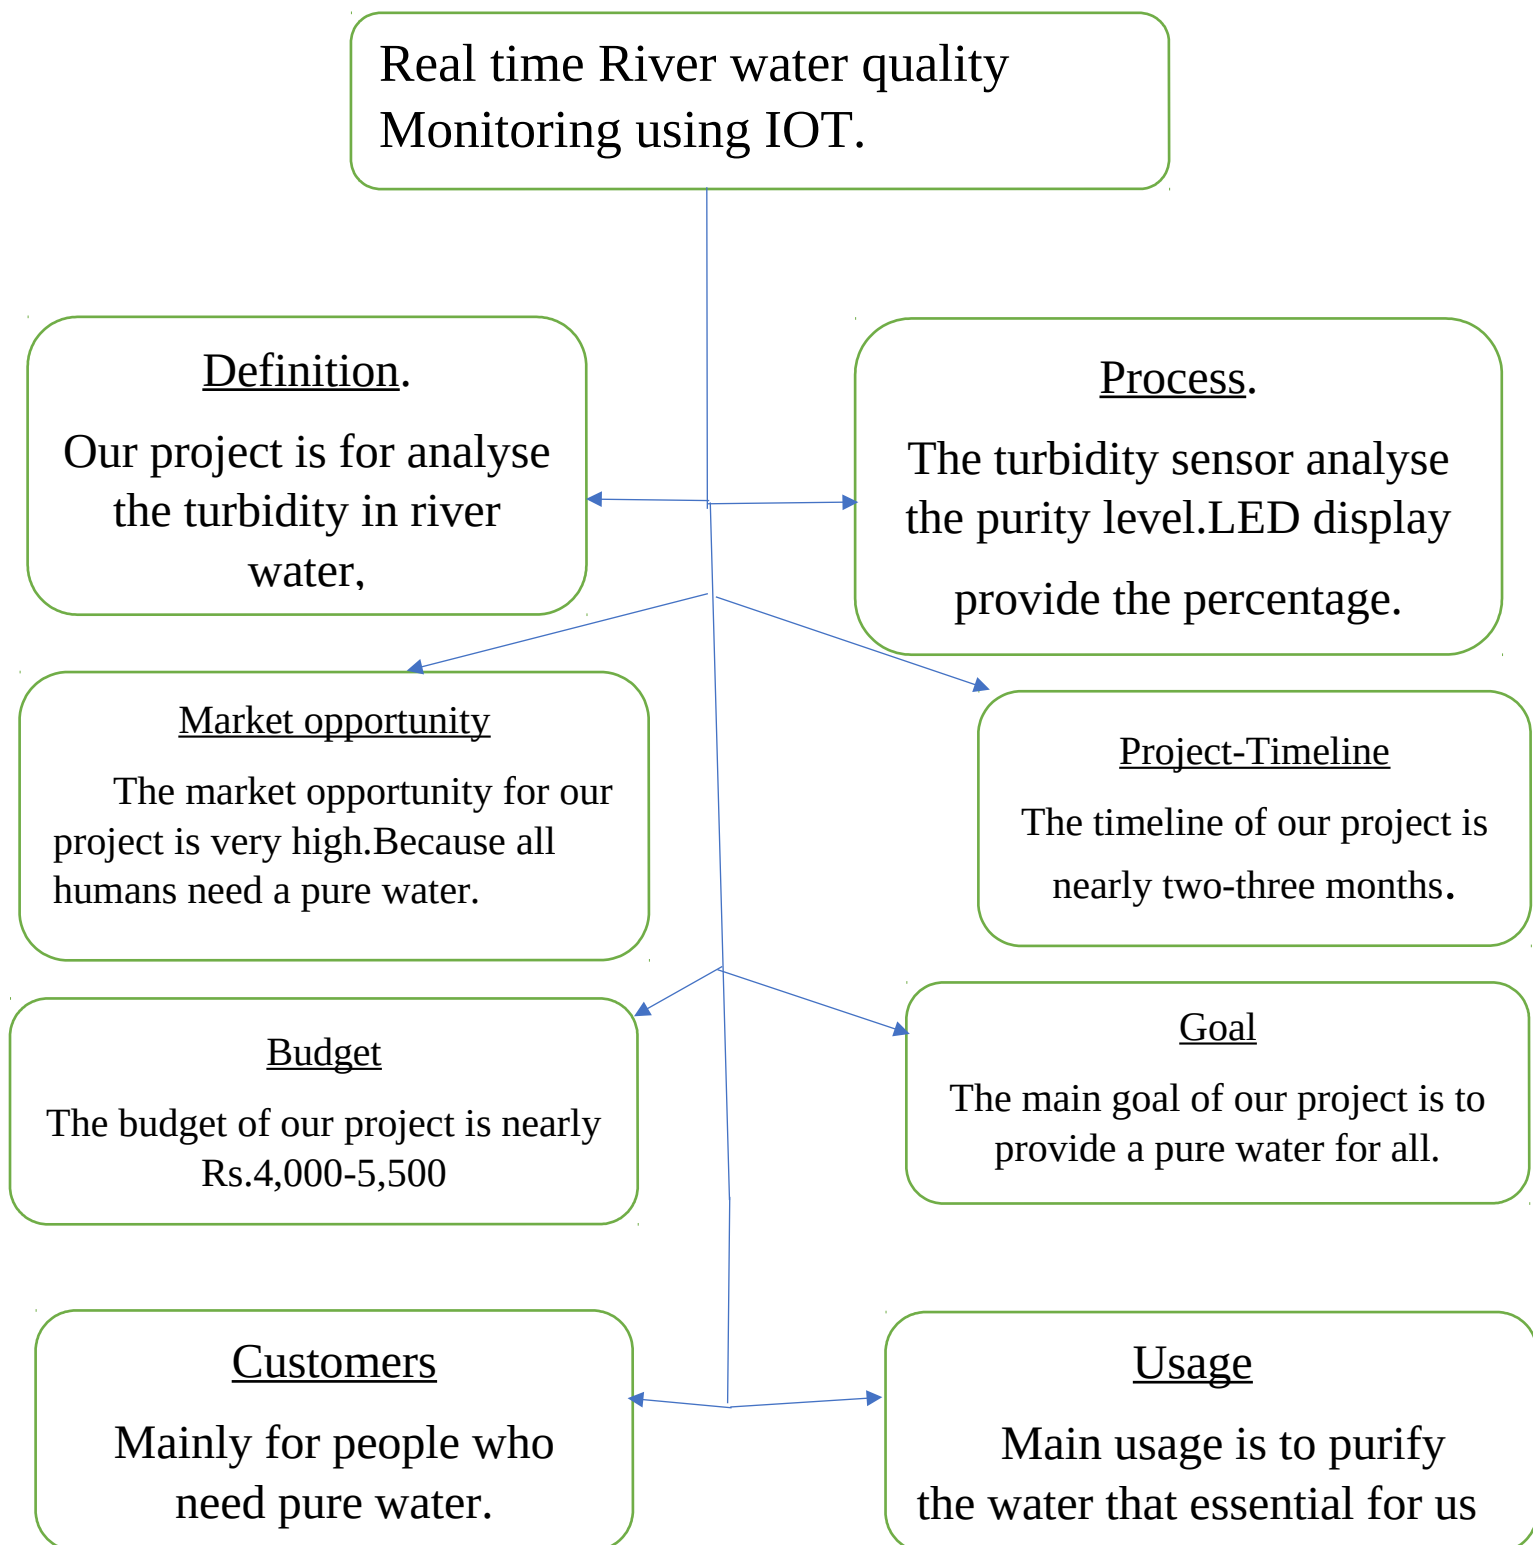 Real time River water quality
Monitoring using IOT.
Definition.
Our project is for analyse
the turbidity in river
water,
Process.
The turbidity sensor analyse
the purity level.LED display
provide the percentage.
Market opportunity
The market opportunity for our
project is very high.Because all
humans need a pure water.
Project-Timeline
The timeline of our project is
nearly two-three months.
Budget
The budget of our project is nearly
Rs.4,000-5,500
Goal
The main goal of our project is to
provide a pure water for all.
Customers
Mainly for people who
need pure water.
Usage
Main usage is to purify
the water that essential for us